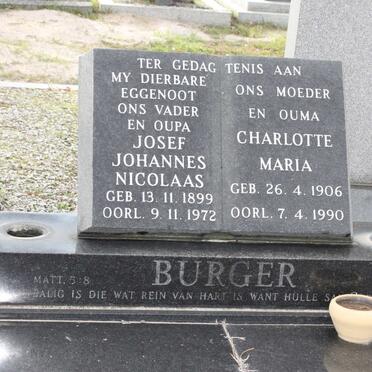 TER GEDAGTENIS AAN
MY DIERBARE
EGGENOOT
ONS VADER
EN OUPA
JOSEF
JOHANNES
NICOLAAS
GEB. 13. 11. 1899
OORL. 9. 11. 1972
ONS MOEDER
EN OUMA
CHARLOTTE
MARIA
GEB. 26. 4. 1906
OORL. 7. 4. 1990
BURGER
MATT. 5:8
IS DIE WAT REIN VAN HART IS WANT HULLE